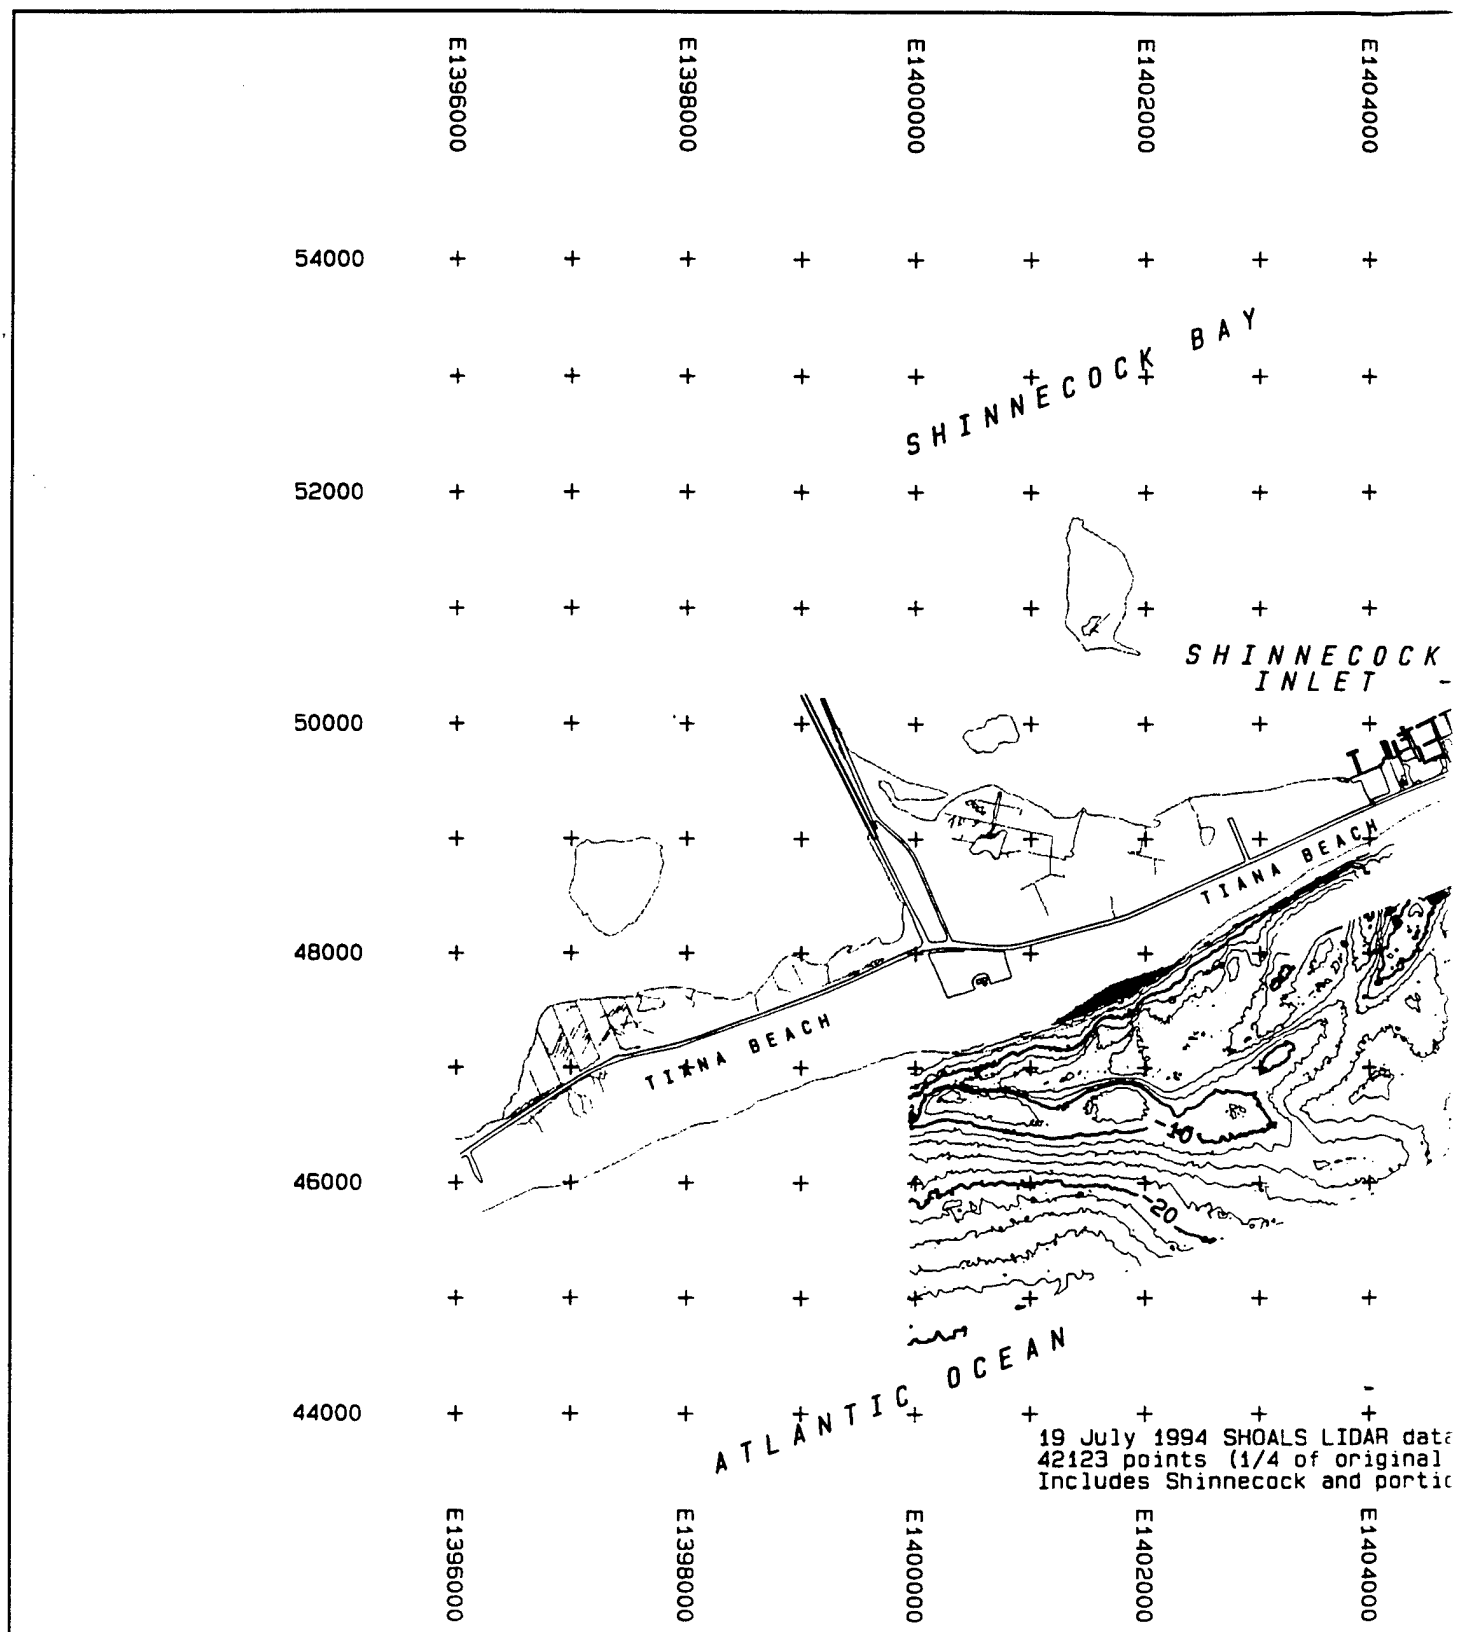 E1396000
E1398000
E1400000
E1402000
E1404000
54000
SHINNECOCK BAY
52000
SHINNECOCK
INLET
50000
TIANA BEACH
48000
TIANA BEACH
-10
46000
-20
ATLANTIC OCEAN
44000
19 July 1994 SHOALS LIDAR
42123 points (1/4 of original
Includes Shinnecock and
E1396000
E1398000
E1400000
E1402000
E1404000